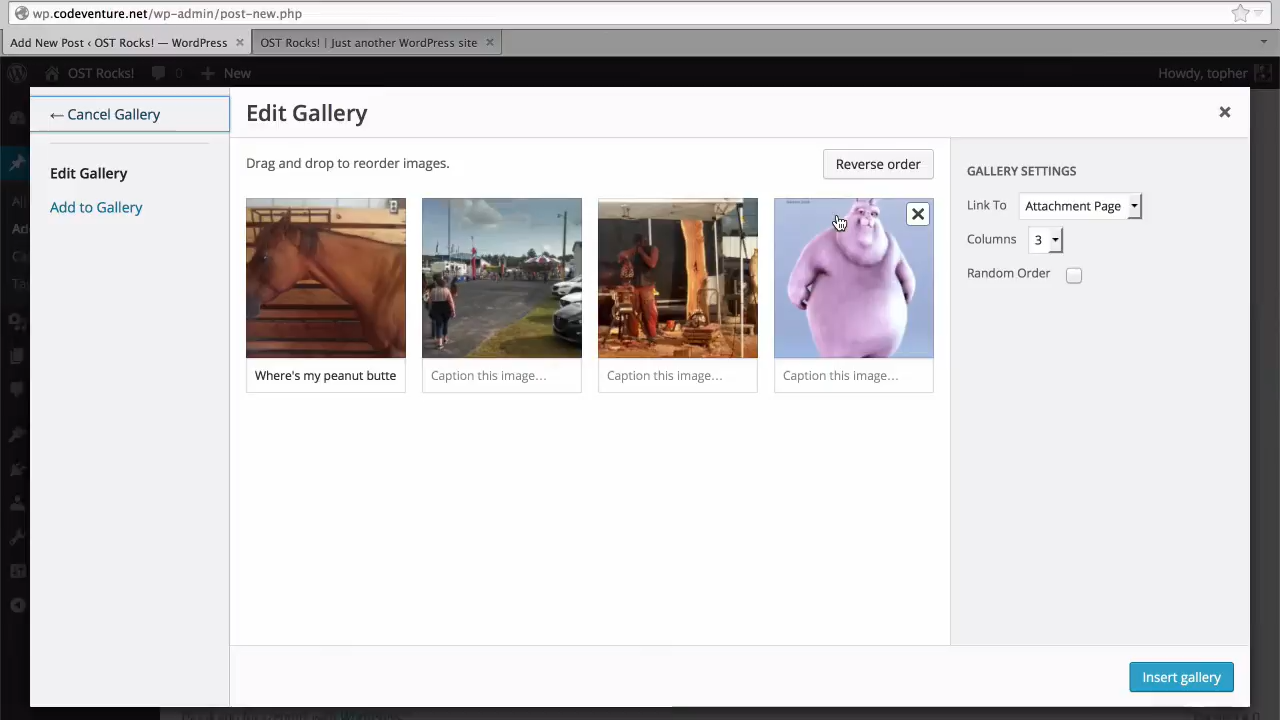 wp.codeventure.net/wp-admin/post-new.php
Add New Post ‹ OST Rocks! — WordPress
OST Rocks! | Just another WordPress site
OST Rocks! 0 + New
Howdy, topher
← Cancel Gallery
Edit Gallery
Edit Gallery
Add to Gallery
Drag and drop to reorder images.
Reverse order
Where's my peanut butte
Caption this image…
Caption this image…
Caption this image…
GALLERY SETTINGS
Link To Attachment Page
Columns 3
Random Order
Insert gallery